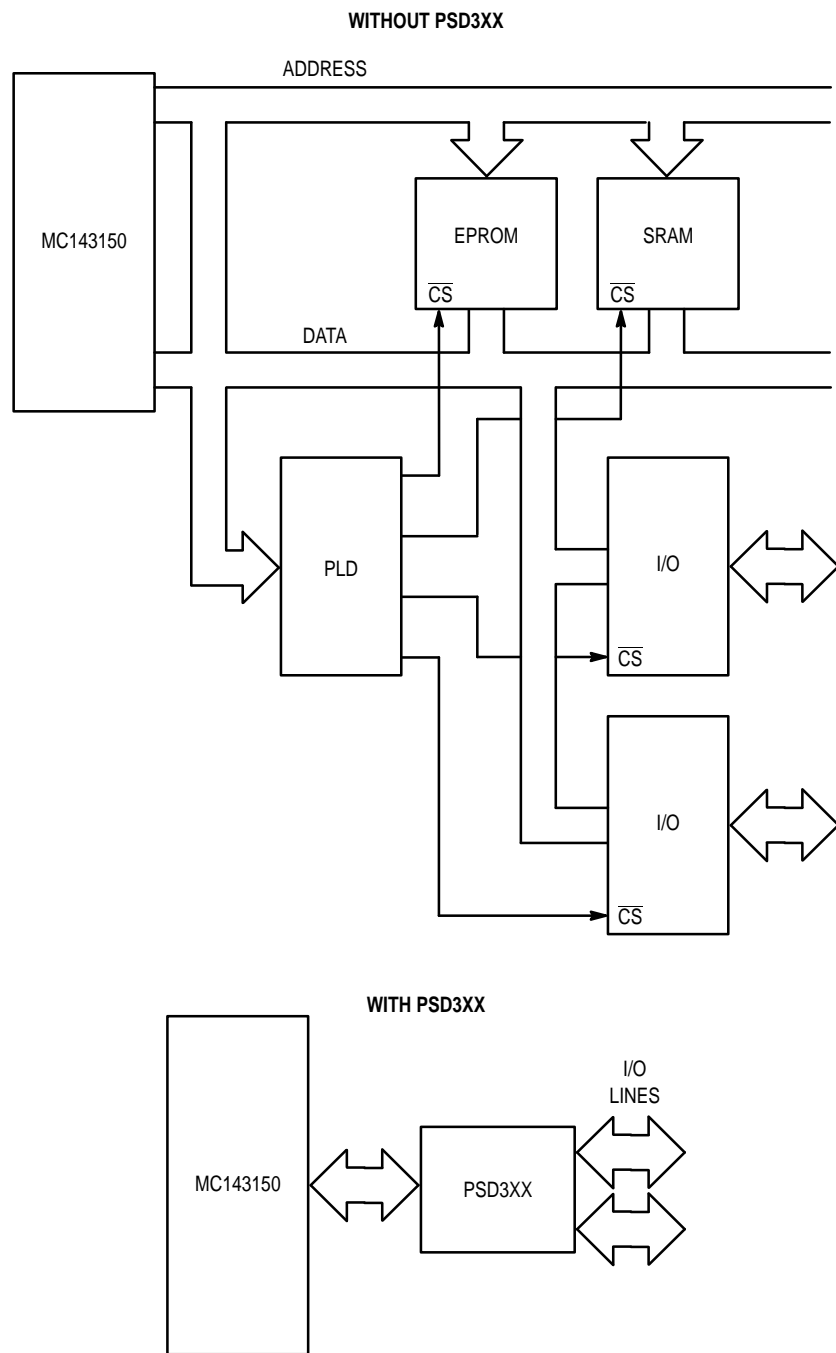 WITHOUT PSD3XX
ADDRESS
MC143150
EPROM
SRAM
CS
CS
DATA
PLD
I/O
CS
I/O
CS
WITH PSD3XX
I/O
LINES
MC143150
PSD3XX